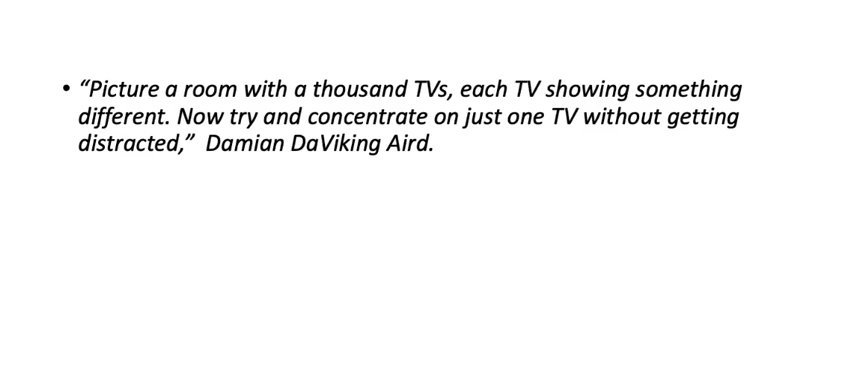 • “Picture a room with a thousand TVs, each TV showing something
different. Now try and concentrate on just one TV without getting
distracted,”  Damian DaViking Aird.